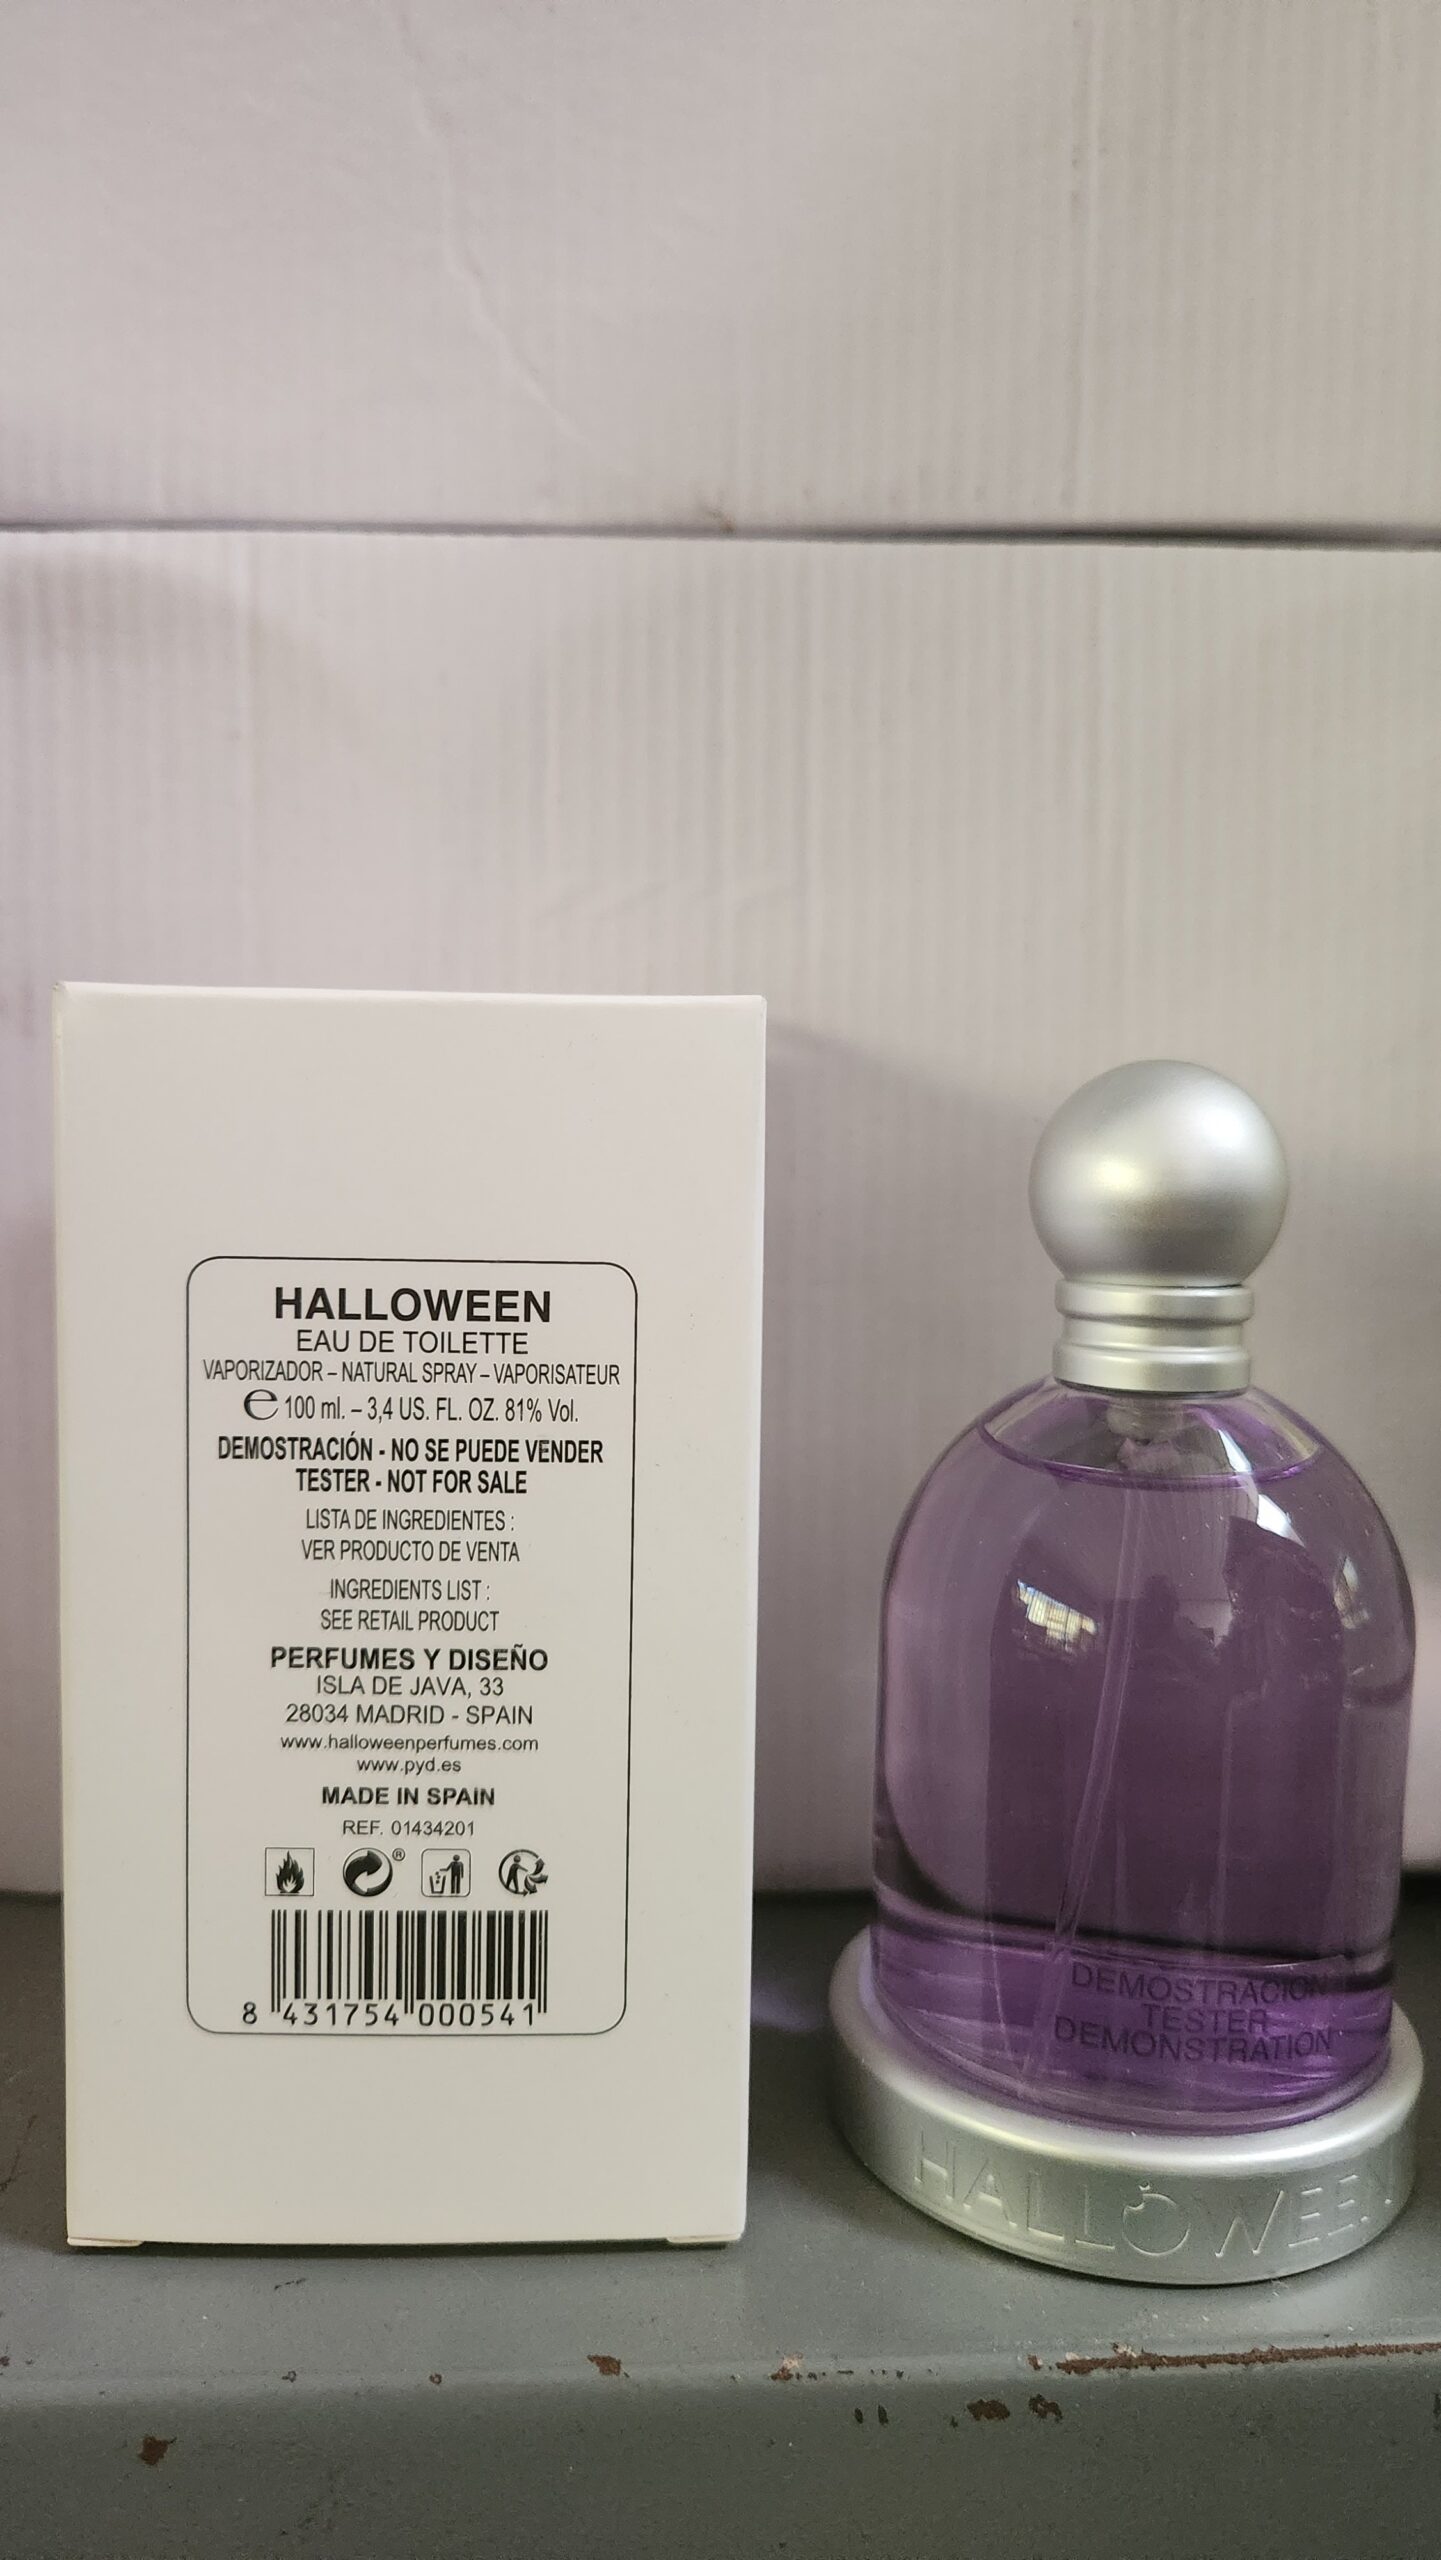 HALLOWEEN
EAU DE TOILETTE
VAPORIZADOR – NATURAL SPRAY – VAPORISATEUR
℮ 100 ml. – 3,4 US. FL. OZ. 81% Vol.
DEMOSTRACIÓN - NO SE PUEDE VENDER
TESTER - NOT FOR SALE
LISTA DE INGREDIENTES :
VER PRODUCTO DE VENTA
INGREDIENTS LIST :
SEE RETAIL PRODUCT
PERFUMES Y DISEÑO
ISLA DE JAVA, 33
28034 MADRID - SPAIN
www.halloweenperfumes.com
www.pyd.es
MADE IN SPAIN
REF. 01434201
®
8 431754 000541
DEMOSTRACION
TESTER
DEMONSTRATION
HALLOWEEN